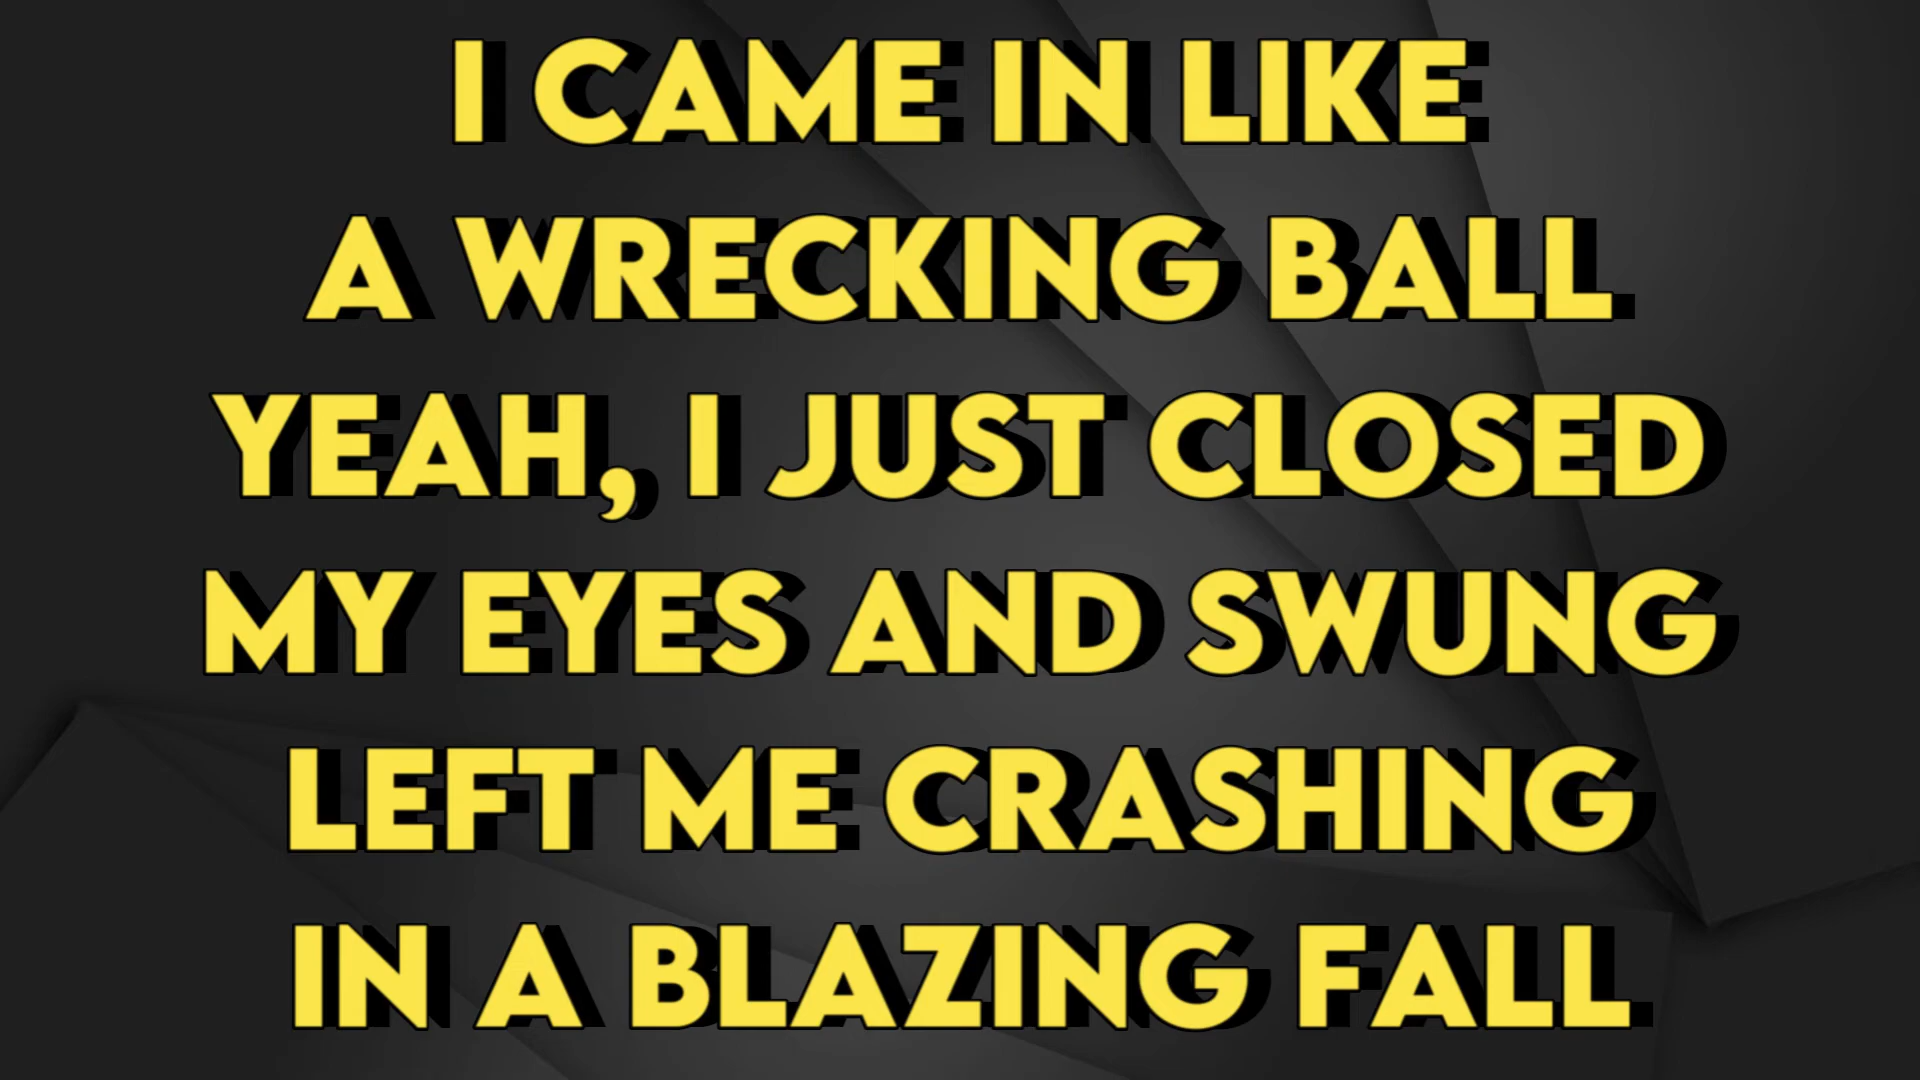 I CAME IN LIKE
A WRECKING BALL
YEAH, I JUST CLOSED
MY EYES AND SWUNG
LEFT ME CRASHING
IN A BLAZING FALL